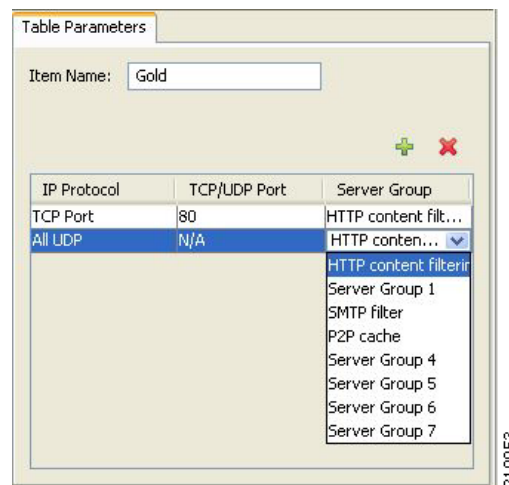 Table Parameters
Item Name: Gold
IP Protocol TCP/UDP Port Server Group
TCP Port 80 HTTP content filt...
All UDP N/A HTTP conten...
HTTP content filterin
Server Group 1
SMTP filter
P2P cache
Server Group 4
Server Group 5
Server Group 6
Server Group 7